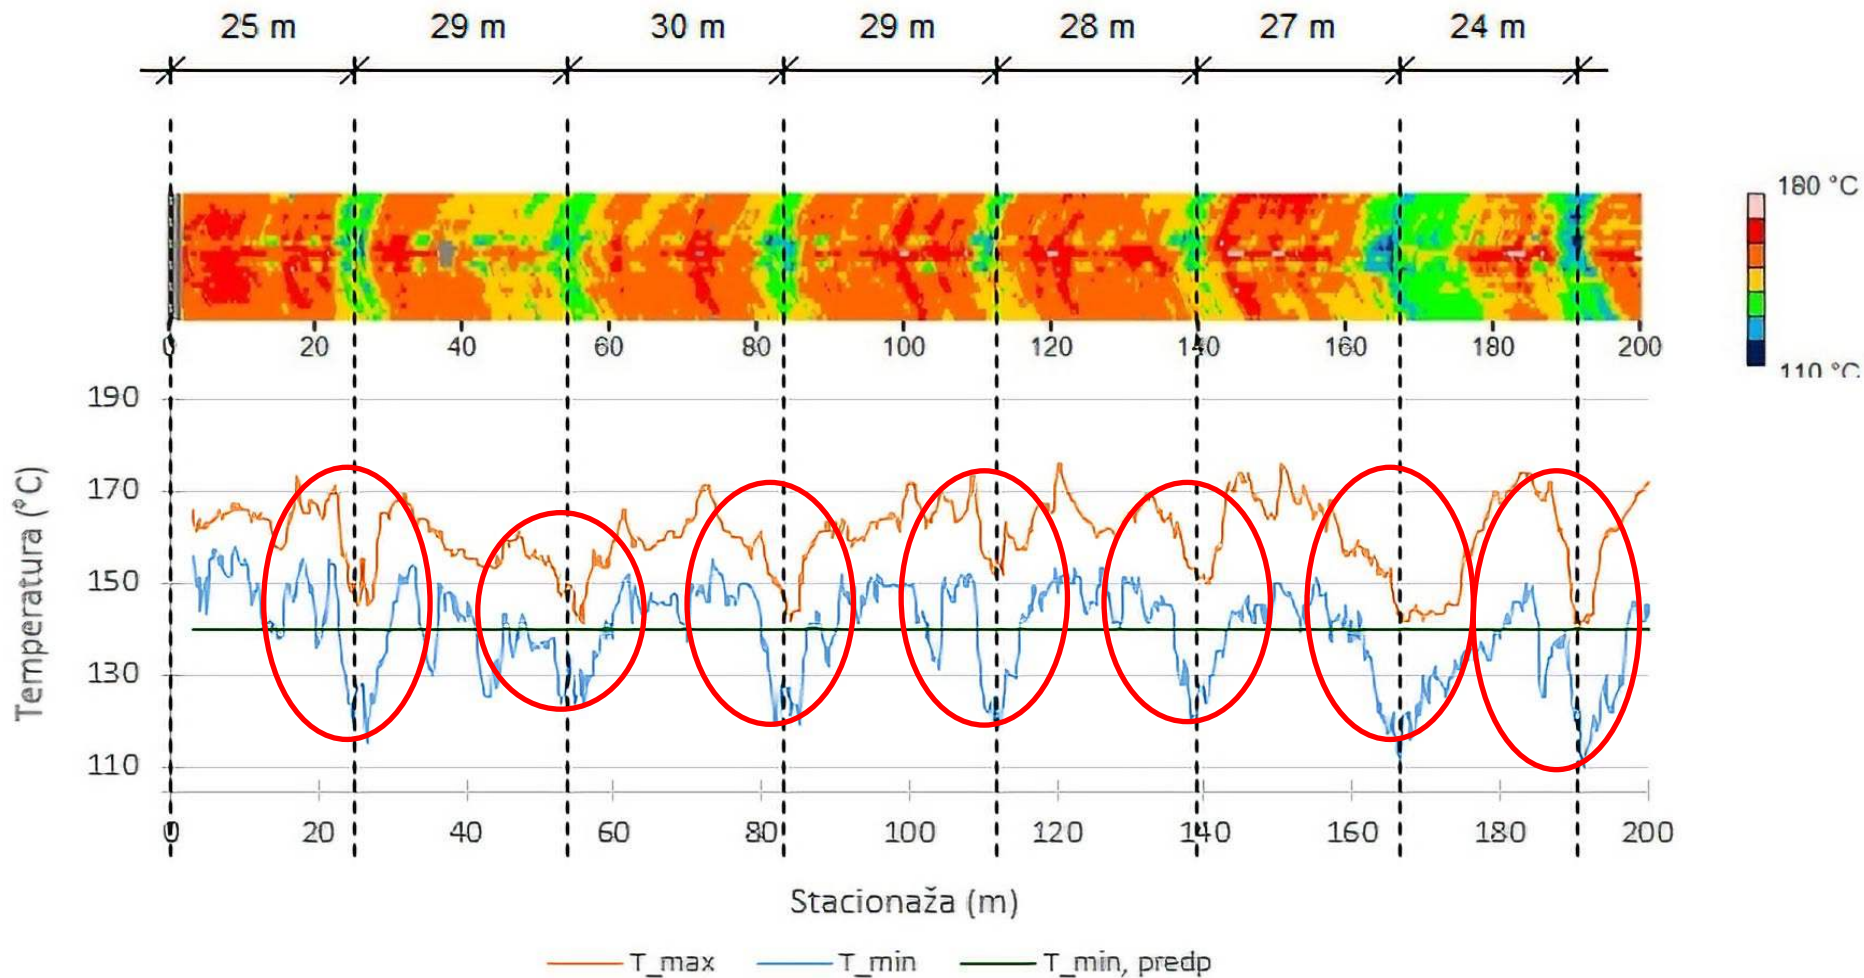 25 m 29 m 30 m 29 m 28 m 27 m 24 m
180 °C
110 °C
0 20 40 60 80 100 120 140 160 180 200
190
170
150
130
110
Temperatura (°C)
0 20 40 60 80 100 120 140 160 180 200
Stacionaža (m)
T_max T_min T_min, predp